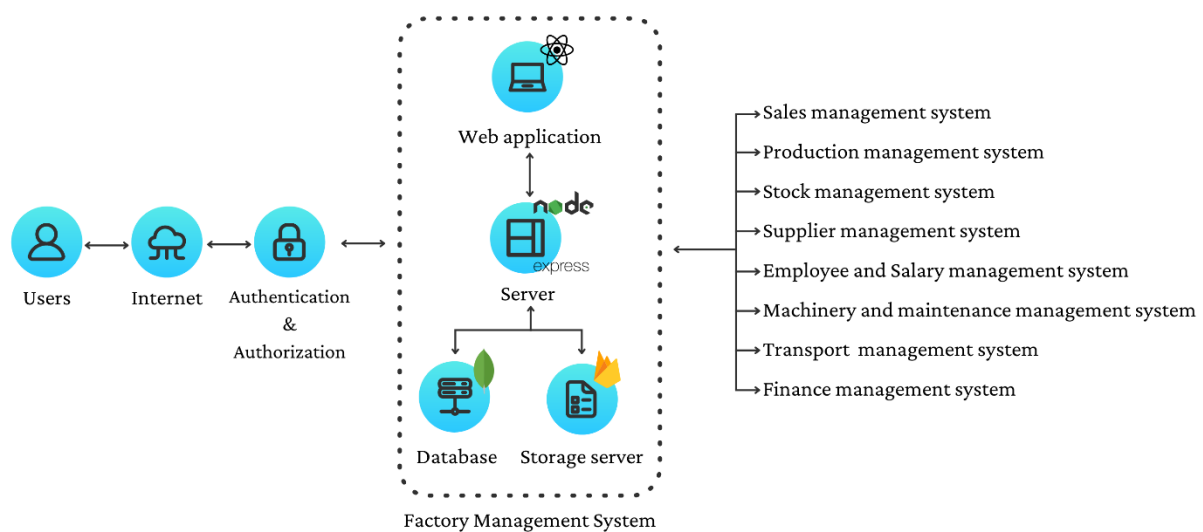 Web application
node
express
Server
Users
Internet
Authentication
&
Authorization
Database
Storage server
Factory Management System
Sales management system
Production management system
Stock management system
Supplier management system
Employee and Salary management system
Machinery and maintenance management system
Transport management system
Finance management system